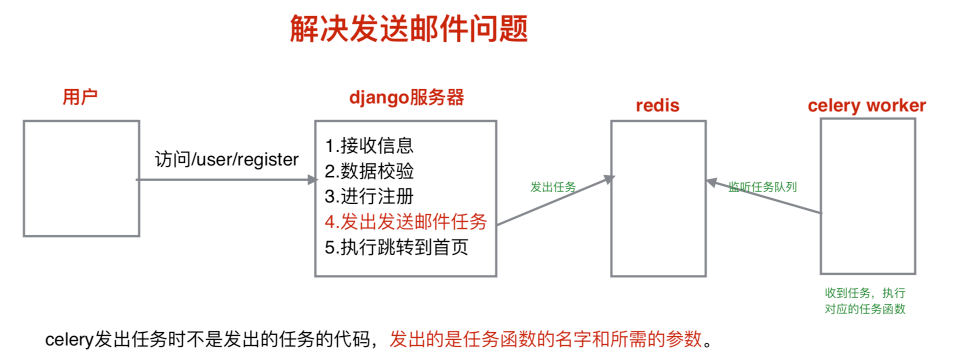 解决发送邮件问题
用户
django服务器
redis
celery worker
访问/user/register
1.接收信息
2.数据校验
3.进行注册
4.发出发送邮件任务
5.执行跳转到首页
发出任务
监听任务队列
收到任务，执行
对应的任务函数
celery发出任务时不是发出的任务的代码，发出的是任务函数的名字和所需的参数。